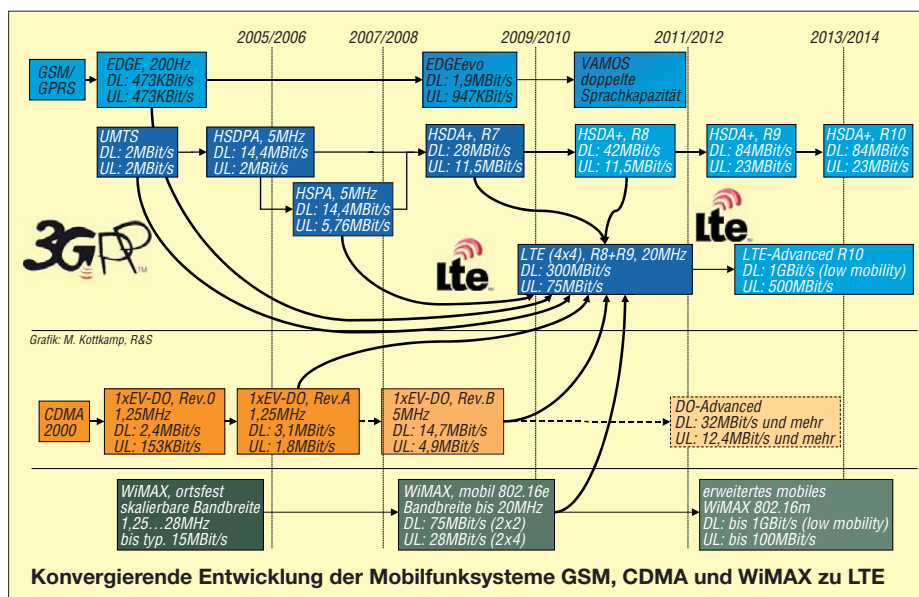 2005/2006
2007/2008
2009/2010
2011/2012
2013/2014
GSM/
GPRS
EDGE, 200Hz
DL: 473KBit/s
UL: 473KBit/s
EDGEevo
DL: 1,9MBit/s
UL: 947KBit/s
VAMOS
doppelte
Sprachkapazität
UMTS
DL: 2MBit/s
UL: 2MBit/s
HSDPA, 5MHz
DL: 14,4MBit/s
UL: 2MBit/s
HSPA, 5MHz
DL: 14,4MBit/s
UL: 5,76MBit/s
HSDA+, R7
DL: 28MBit/s
UL: 11,5MBit/s
HSDA+, R8
DL: 42MBit/s
UL: 11,5MBit/s
HSDA+, R9
DL: 84MBit/s
UL: 23MBit/s
HSDA+, R10
DL: 84MBit/s
UL: 23MBit/s
3GPP™
Lte
Lte
LTE (4x4), R8+R9, 20MHz
DL: 300MBit/s
UL: 75MBit/s
LTE-Advanced R10
DL: 1GBit/s (low mobility)
UL: 500MBit/s
Grafik: M. Kottkamp, R&S
CDMA
2000
1xEV-DO, Rev.0
1,25MHz
DL: 2,4MBit/s
UL: 153KBit/s
1xEV-DO, Rev.A
1,25MHz
DL: 3,1MBit/s
UL: 1,8MBit/s
1xEV-DO, Rev.B
5MHz
DL: 14,7MBit/s
UL: 4,9MBit/s
DO-Advanced
DL: 32MBit/s und mehr
UL: 12,4MBit/s und mehr
WiMAX, ortsfest
skalierbare Bandbreite
1,25...28MHz
bis typ. 15MBit/s
WiMAX, mobil 802.16e
Bandbreite bis 20MHz
DL: 75MBit/s (2x2)
UL: 28MBit/s (2x4)
erweitertes mobiles
WiMAX 802.16m
DL: bis 1GBit/s (low mobility)
UL: bis 100MBit/s
Konvergierende Entwicklung der Mobilfunksysteme GSM, CDMA und WiMAX zu LTE